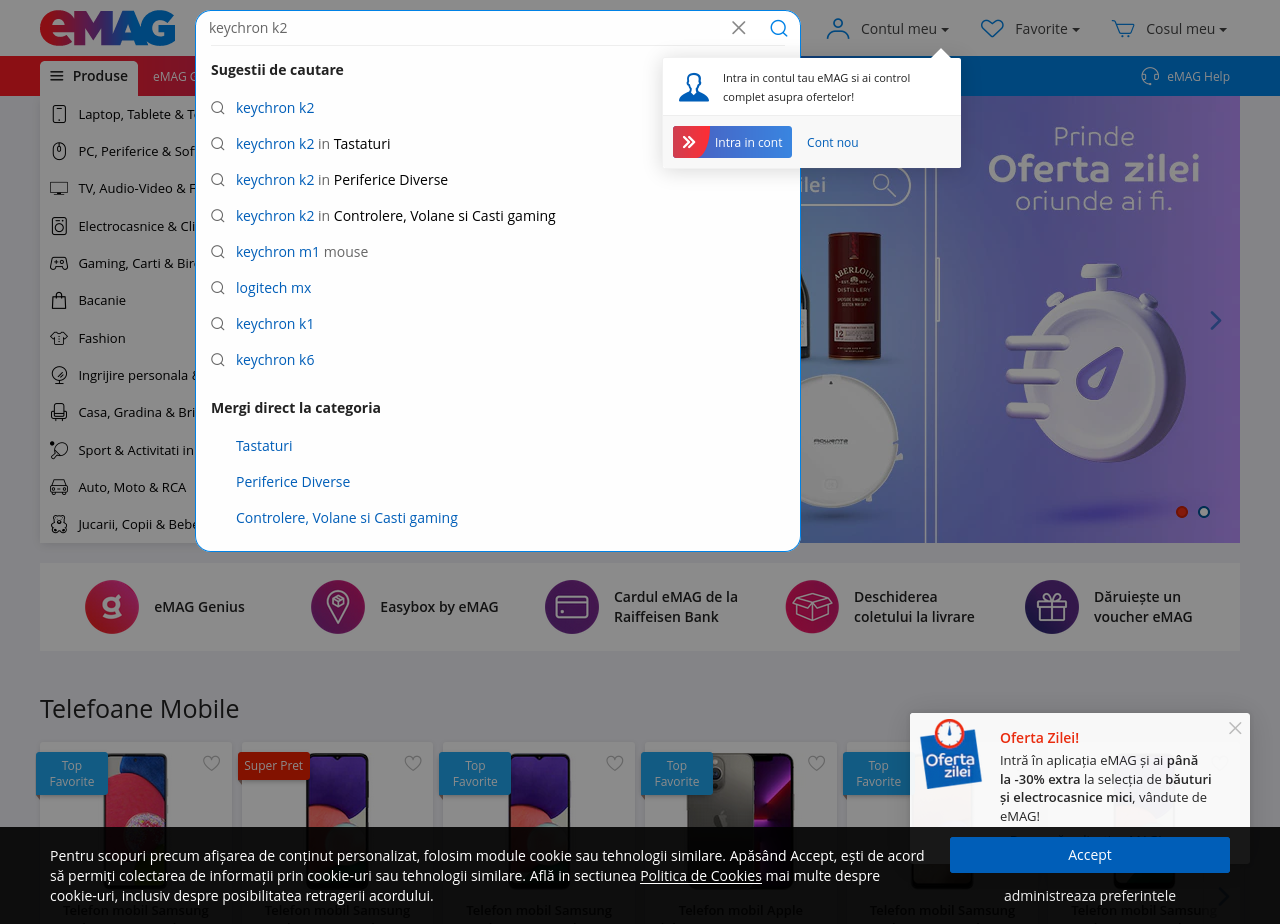 eMAG
keychron k2
Contul meu
Favorite
Cosul meu
Produse
eMAG G
eMAG Help
Sugestii de cautare
keychron k2
keychron k2 in Tastaturi
keychron k2 in Periferice Diverse
keychron k2 in Controlere, Volane si Casti gaming
keychron m1 mouse
logitech mx
keychron k1
keychron k6
Mergi direct la categoria
Tastaturi
Periferice Diverse
Controlere, Volane si Casti gaming
Intra in contul tau eMAG si ai control
complet asupra ofertelor!
Intra in cont
Cont nou
Laptop, Tablete & Te
PC, Periferice & Sof
TV, Audio-Video & F
Electrocasnice & Cli
Gaming, Carti & Biro
Bacanie
Fashion
Ingrijire personala &
Casa, Gradina & Bri
Sport & Activitati in
Auto, Moto & RCA
Jucarii, Copii & Bebe
zilei
Prinde
Oferta zilei
oriunde ai fi.
ABERLOUR
12
rowenta
eMAG Genius
Easybox by eMAG
Cardul eMAG de la
Raiffeisen Bank
Deschiderea
coletului la livrare
Dăruiește un
voucher eMAG
Telefoane Mobile
Top
Favorite
Super Pret
Top
Favorite
Top
Favorite
Top
Favorite
Oferta
zilei
Oferta Zilei!
Intră în aplicația eMAG și ai până
la -30% extra la selecția de băuturi
și electrocasnice mici, vândute de
eMAG!
Pentru scopuri precum afișarea de conținut personalizat, folosim module cookie sau tehnologii similare. Apăsând Accept, ești de acord
să permiți colectarea de informații prin cookie-uri sau tehnologii similare. Află in sectiunea Politica de Cookies mai multe despre
cookie-uri, inclusiv despre posibilitatea retragerii acordului.
Accept
administreaza preferintele
Telefon mobil Samsung
Telefon mobil Samsung
Telefon mobil Samsung
Telefon mobil Apple
Telefon mobil Samsung
Telefon mobil Samsung